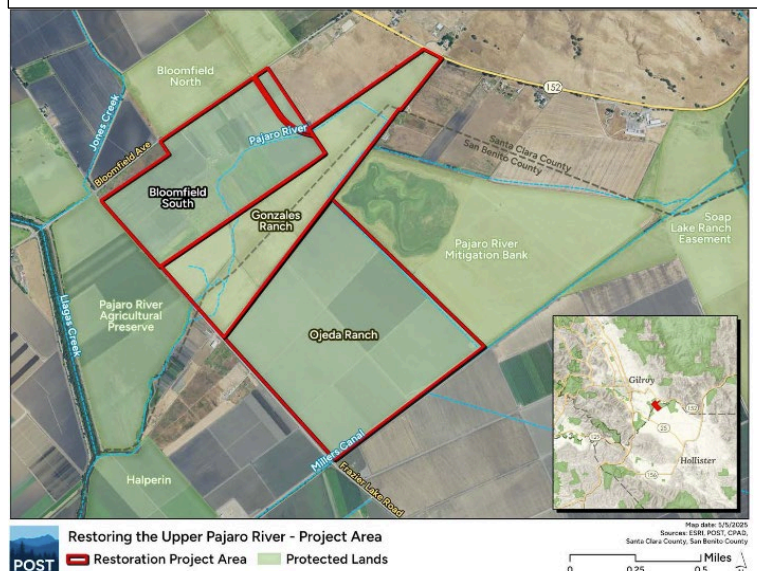 Bloomfield
North
152
Jones Creek
Pajaro River
Santa Clara County
San Benito County
Bloomfield Ave
Bloomfield
South
Gonzales
Ranch
Soap
Lake Ranch
Easement
Pajaro River
Mitigation Bank
Pajaro River
Agricultural
Preserve
Llagas Creek
Ojeda Ranch
Gilroy
152
25
129
Hollister
156
Millers Canal
Frazier Lake Road
Halperin
POST
Restoring the Upper Pajaro River - Project Area
Restoration Project Area
Protected Lands
Map date: 5/5/2025
Sources: ESRI, POST, CPAD,
Santa Clara County, San Benito County
Miles
0
0.25
0.5